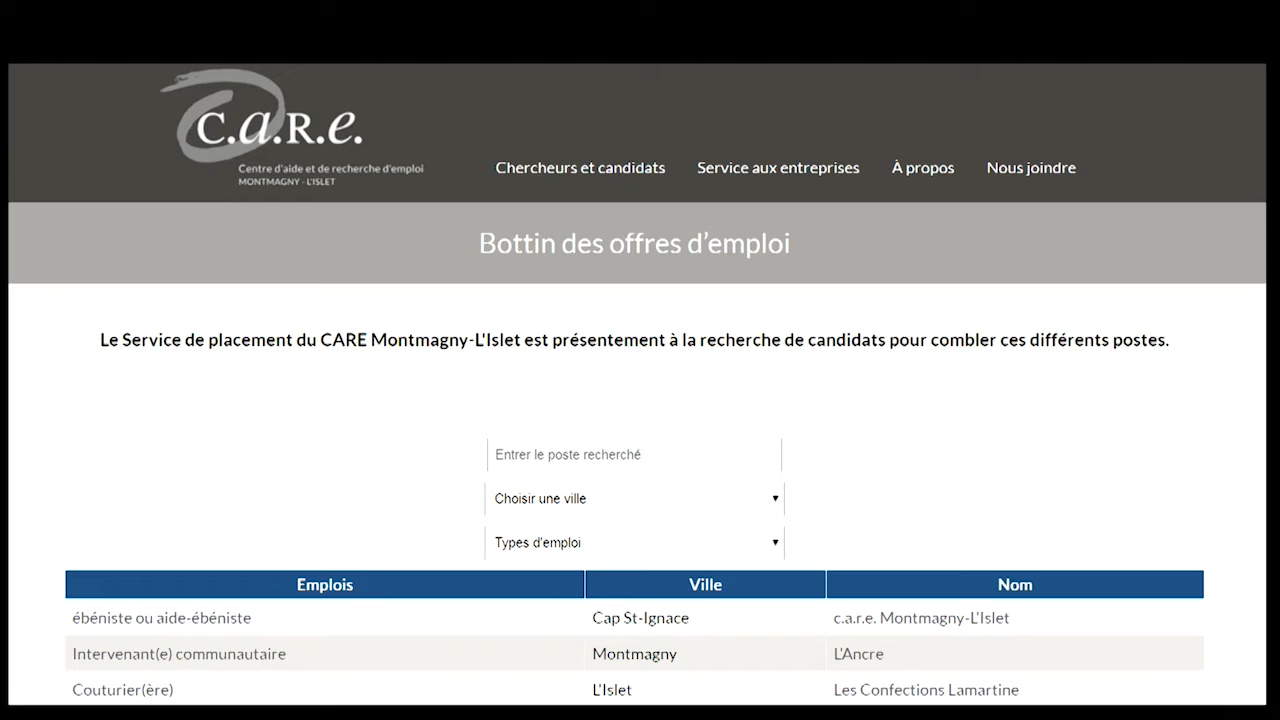 C.a.R.e.
Centre d'aide et de recherche d'emploi
MONTMAGNY - L'ISLET
Chercheurs et candidats Service aux entreprises À propos Nous joindre
Bottin des offres d’emploi
Le Service de placement du CARE Montmagny-L'Islet est présentement à la recherche de candidats pour combler ces différents postes.
Entrer le poste recherché
Choisir une ville
Types d'emploi
Emplois Ville Nom
ébéniste ou aide-ébéniste Cap St-Ignace c.a.r.e. Montmagny-L'Islet
Intervenant(e) communautaire Montmagny L'Ancre
Couturier(ère) L'Islet Les Confections Lamartine